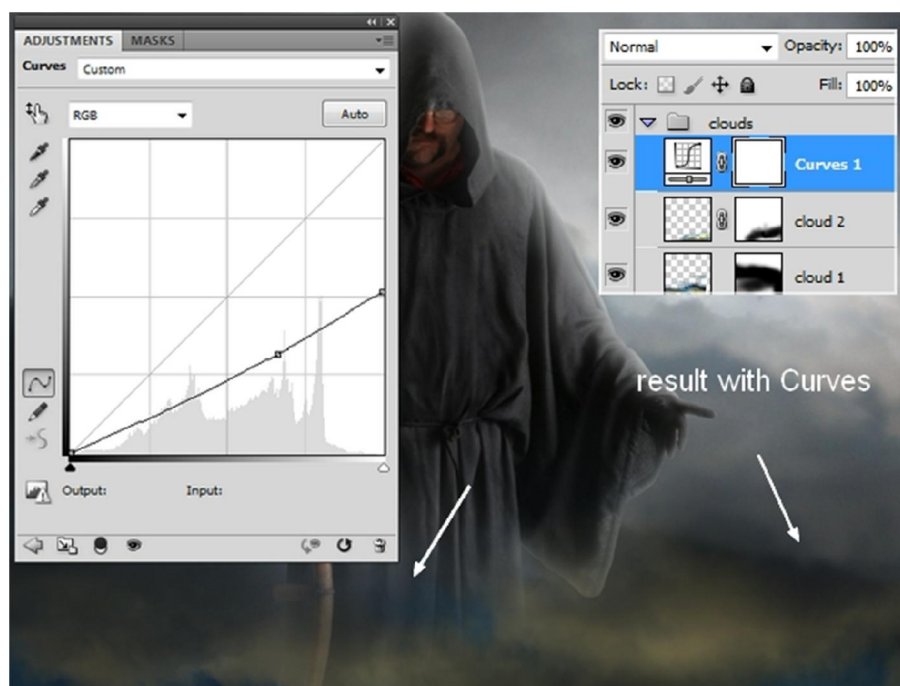 ADJUSTMENTS MASKS
Curves Custom
RGB Auto
Output: Input:
Normal Opacity: 100%
Lock: Fill: 100%
clouds
Curves 1
cloud 2
cloud 1
result with Curves